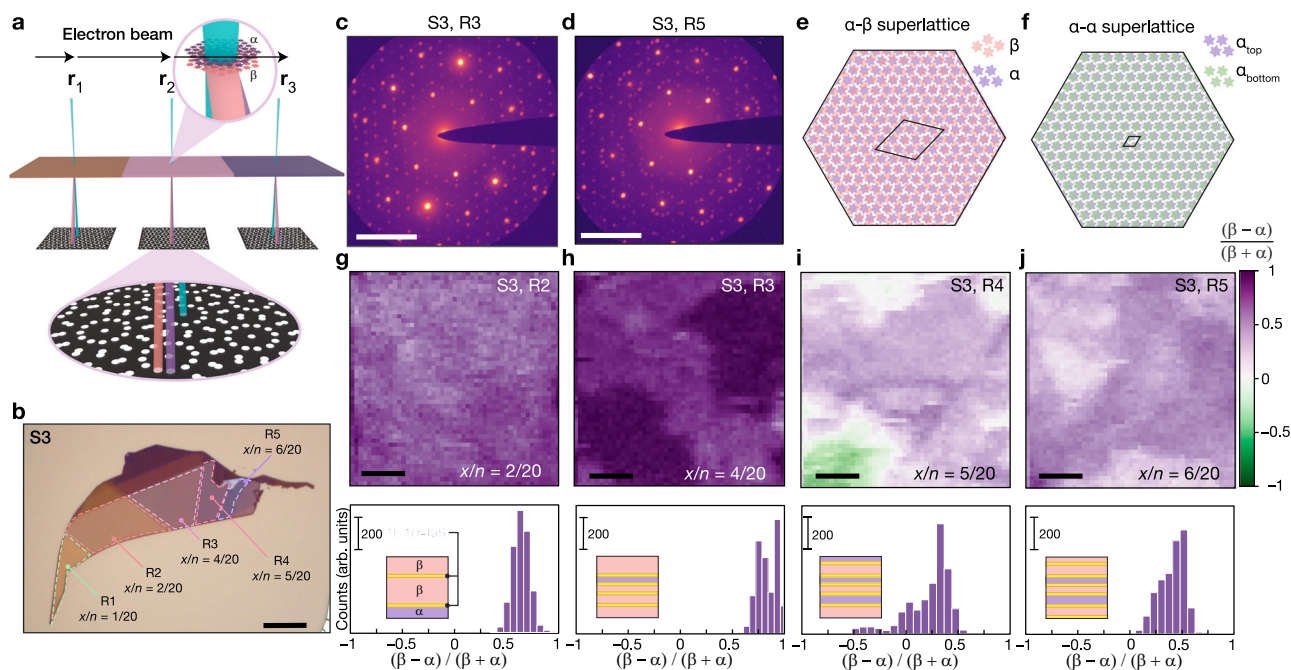 a
Electron beam
r1
r2
r3
α
β
b
S3
R5
x/n = 6/20
R3
x/n = 4/20
R4
x/n = 5/20
R2
x/n = 2/20
R1
x/n = 1/20
c
S3, R3
d
S3, R5
e
α-β superlattice
β
α
f
α-α superlattice
αtop
αbottom
g
S3, R2
x/n = 2/20
h
S3, R3
x/n = 4/20
i
S3, R4
x/n = 5/20
j
S3, R5
x/n = 6/20
(β − α)
(β + α)
1
0.5
0
−0.5
−1
Counts (arb. units)
200
β
β
α
−1 −0.5 0 0.5 1
(β − α) / (β + α)
200
−1 −0.5 0 0.5 1
(β − α) / (β + α)
200
−1 −0.5 0 0.5 1
(β − α) / (β + α)
200
−1 −0.5 0 0.5 1
(β − α) / (β + α)